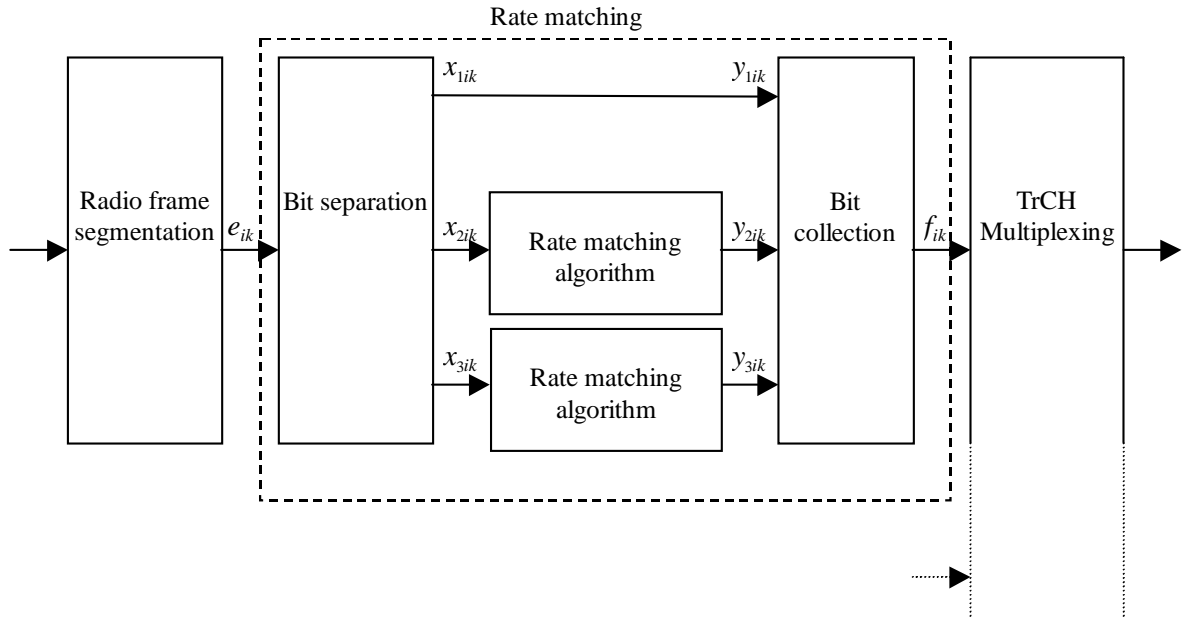 Rate matching
Radio frame
segmentation
e_ik
Bit separation
x_1ik
y_1ik
x_2ik
Rate matching
algorithm
y_2ik
x_3ik
Rate matching
algorithm
y_3ik
Bit
collection
f_ik
TrCH
Multiplexing